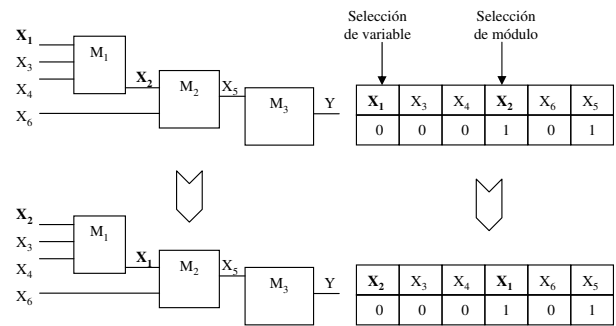 Selección de variable
Selección de módulo
X₁
X₃
X₄
X₆
M₁
X₂
M₂
X₅
M₃
Y
X₁ X₃ X₄ X₂ X₆ X₅
0 0 0 1 0 1
X₂
X₃
X₄
X₆
M₁
X₁
M₂
X₅
M₃
Y
X₂ X₃ X₄ X₁ X₆ X₅
0 0 0 1 0 1